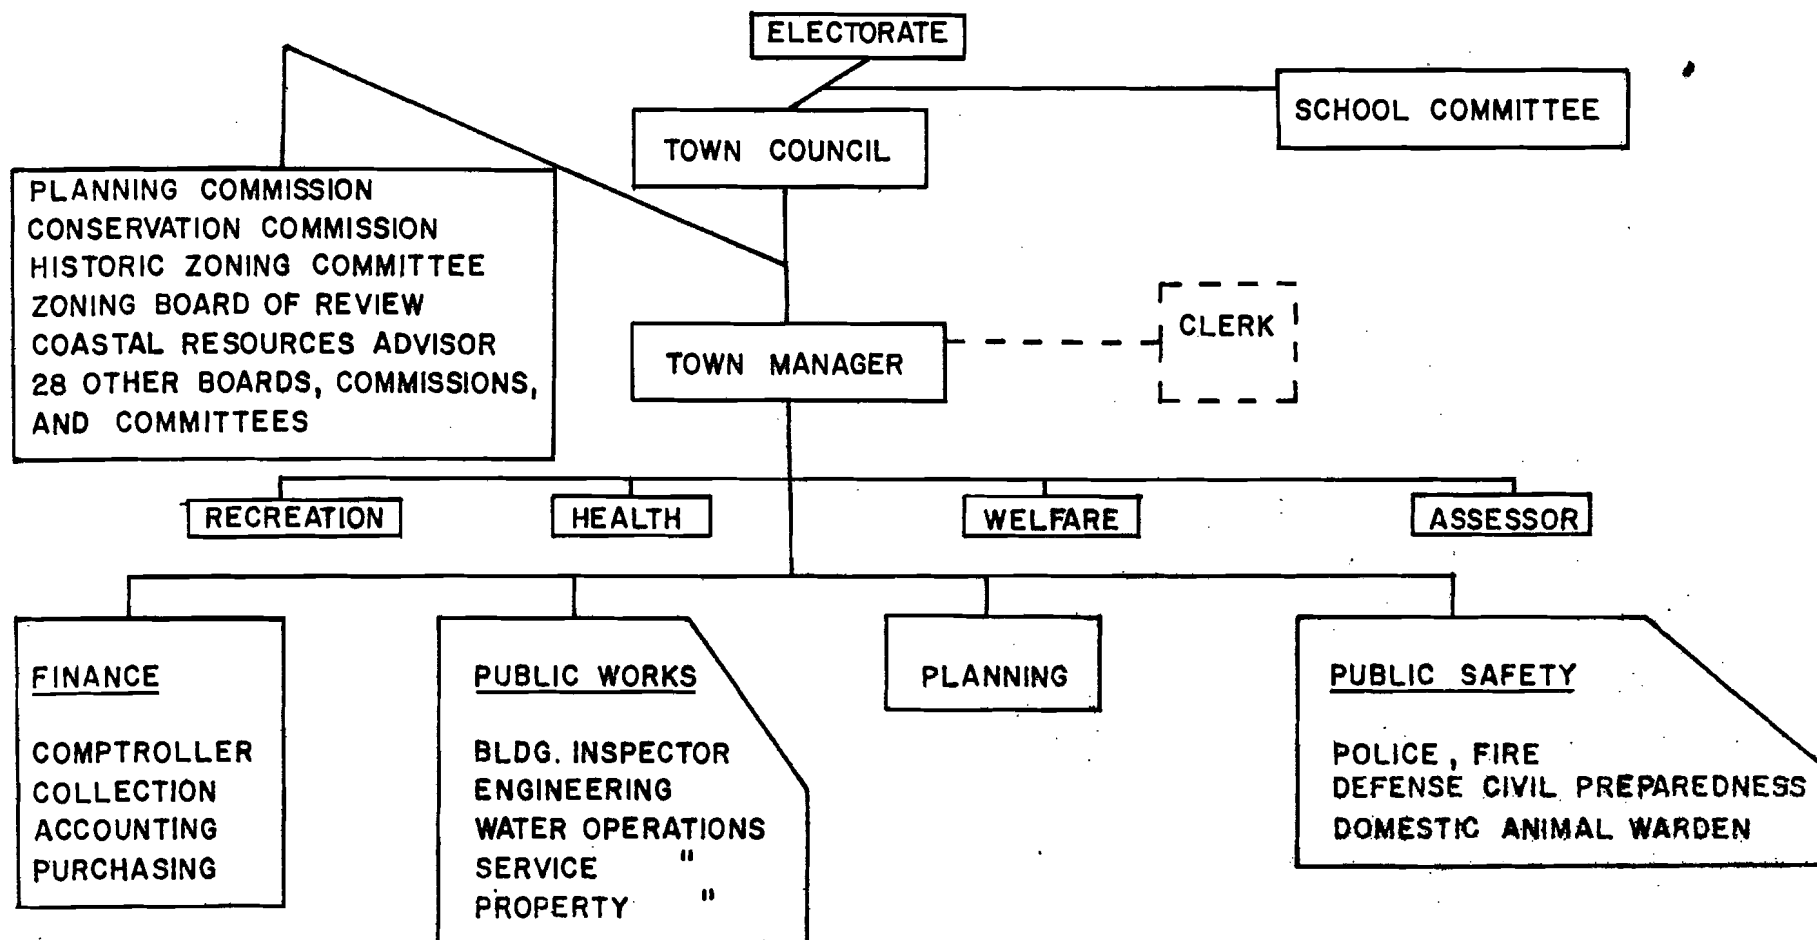 ELECTORATE
SCHOOL COMMITTEE
TOWN COUNCIL
PLANNING COMMISSION
CONSERVATION COMMISSION
HISTORIC ZONING COMMITTEE
ZONING BOARD OF REVIEW
COASTAL RESOURCES ADVISOR
28 OTHER BOARDS, COMMISSIONS,
AND COMMITTEES
CLERK
TOWN MANAGER
RECREATION
HEALTH
WELFARE
ASSESSOR
FINANCE
COMPTROLLER
COLLECTION
ACCOUNTING
PURCHASING
PUBLIC WORKS
BLDG. INSPECTOR
ENGINEERING
WATER OPERATIONS
SERVICE "
PROPERTY "
PLANNING
PUBLIC SAFETY
POLICE, FIRE
DEFENSE CIVIL PREPAREDNESS
DOMESTIC ANIMAL WARDEN